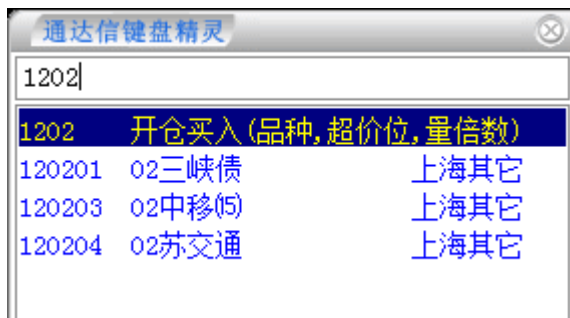 通达信键盘精灵
1202
1202 开仓买入(品种,超价位,量倍数)
120201 02三峡债 上海其它
120203 02中移⒂ 上海其它
120204 02苏交通 上海其它